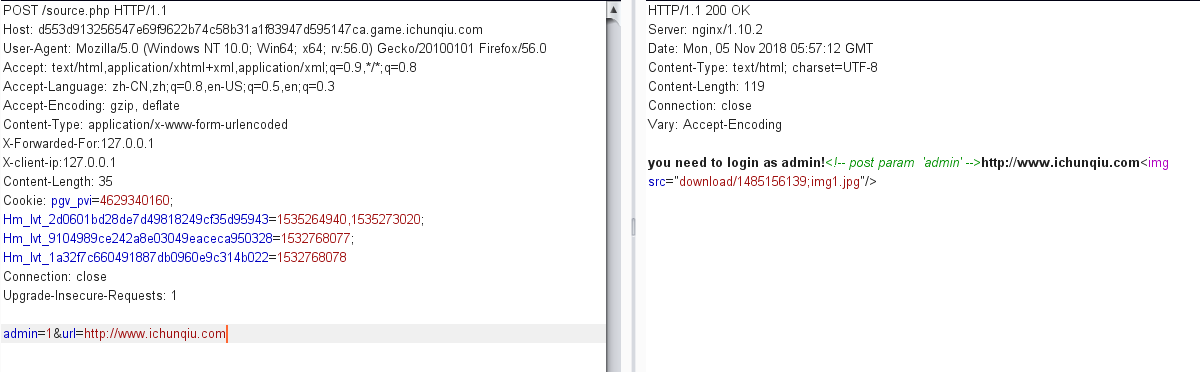 POST /source.php HTTP/1.1
Host: d553d913256547e69f9622b74c58b31a1f83947d595147ca.game.ichunqiu.com
User-Agent: Mozilla/5.0 (Windows NT 10.0; Win64; x64; rv:56.0) Gecko/20100101 Firefox/56.0
Accept: text/html,application/xhtml+xml,application/xml;q=0.9,*/*;q=0.8
Accept-Language: zh-CN,zh;q=0.8,en-US;q=0.5,en;q=0.3
Accept-Encoding: gzip, deflate
Content-Type: application/x-www-form-urlencoded
X-Forwarded-For:127.0.0.1
X-client-ip:127.0.0.1
Content-Length: 35
Cookie: pgv_pvi=4629340160;
Hm_lvt_2d0601bd28de7d49818249cf35d95943=1535264940,1535273020;
Hm_lvt_9104989ce242a8e03049eaceca950328=1532768077;
Hm_lvt_1a32f7c660491887db0960e9c314b022=1532768078
Connection: close
Upgrade-Insecure-Requests: 1
admin=1&url=http://www.ichunqiu.com
HTTP/1.1 200 OK
Server: nginx/1.10.2
Date: Mon, 05 Nov 2018 05:57:12 GMT
Content-Type: text/html; charset=UTF-8
Content-Length: 119
Connection: close
Vary: Accept-Encoding
you need to login as admin!<!-- post param  'admin' -->http://www.ichunqiu.com<img
src="download/1485156139;img1.jpg"/>